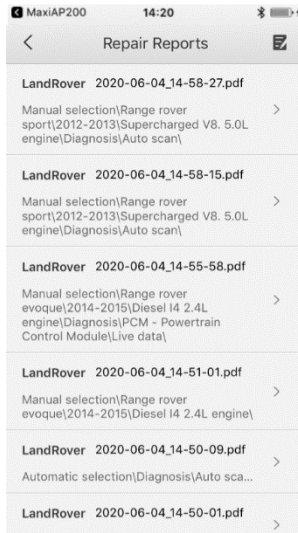 MaxiAP200 14:20
Repair Reports
LandRover 2020-06-04_14-58-27.pdf
Manual selection\Range rover
sport\2012-2013\Supercharged V8. 5.0L
engine\Diagnosis\Auto scan\
LandRover 2020-06-04_14-58-15.pdf
Manual selection\Range rover
sport\2012-2013\Supercharged V8. 5.0L
engine\Diagnosis\Auto scan\
LandRover 2020-06-04_14-55-58.pdf
Manual selection\Range rover
evoque\2014-2015\Diesel I4 2.4L
engine\Diagnosis\PCM - Powertrain
Control Module\Live data\
LandRover 2020-06-04_14-51-01.pdf
Manual selection\Range rover
evoque\2014-2015\Diesel I4 2.4L engine\
LandRover 2020-06-04_14-50-09.pdf
Automatic selection\Diagnosis\Auto sca...
LandRover 2020-06-04_14-50-01.pdf